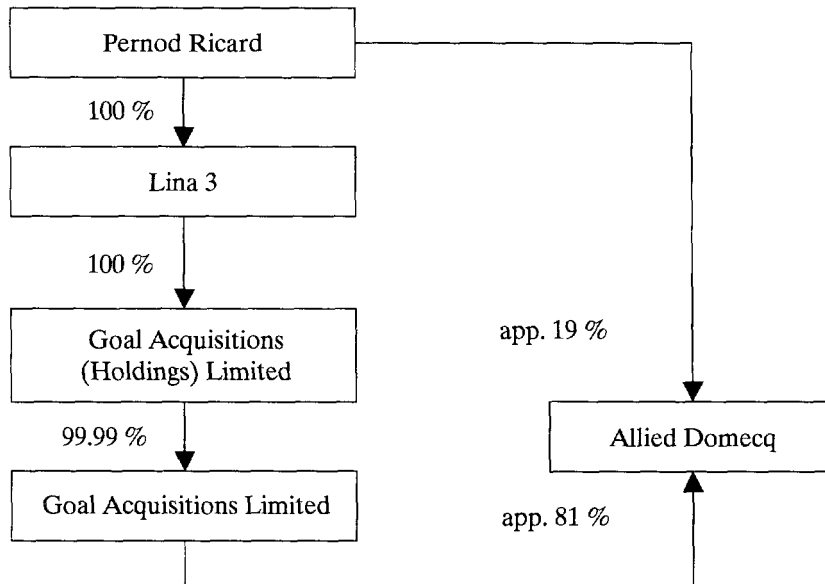 Pernod Ricard
100 %
Lina 3
100 %
Goal Acquisitions
(Holdings) Limited
app. 19 %
99.99 %
Allied Domecq
Goal Acquisitions Limited
app. 81 %